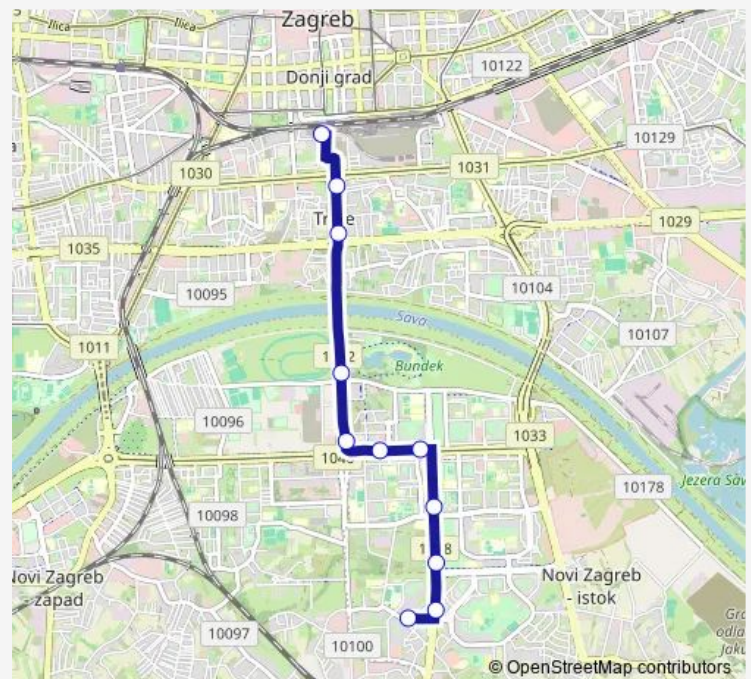 Zagreb
Ilica
Ilica
10122
Donji grad
10129
1030
1031
1029
1035
10104
10095
Sava
10107
1011
Bundek
10096
1033
10178
Jezera Sav
10098
Novi Zagreb
- zapad
Novi Zagreb
- istok
10097
10100
© OpenStreetMap contributors